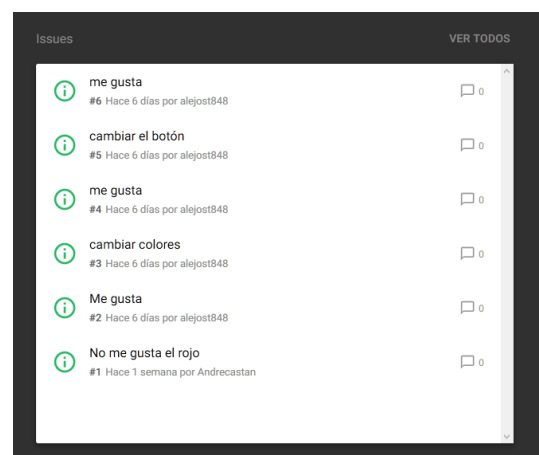 Issues VER TODOS
me gusta
#6 Hace 6 días por alejost848 0
cambiar el botón
#5 Hace 6 días por alejost848 0
me gusta
#4 Hace 6 días por alejost848 0
cambiar colores
#3 Hace 6 días por alejost848 0
Me gusta
#2 Hace 6 días por alejost848 0
No me gusta el rojo
#1 Hace 1 semana por Andrecastan 0